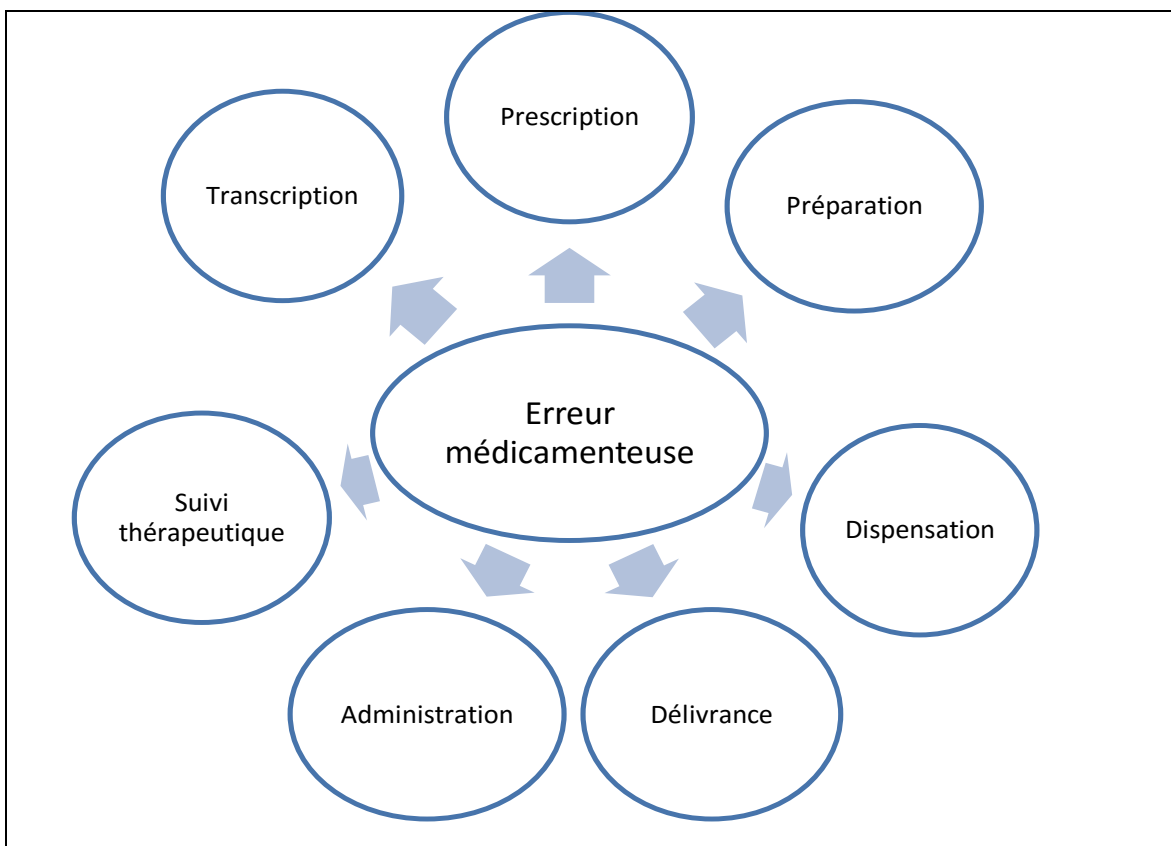 Prescription
Transcription
Préparation
Erreur
médicamenteuse
Suivi
thérapeutique
Dispensation
Administration
Délivrance